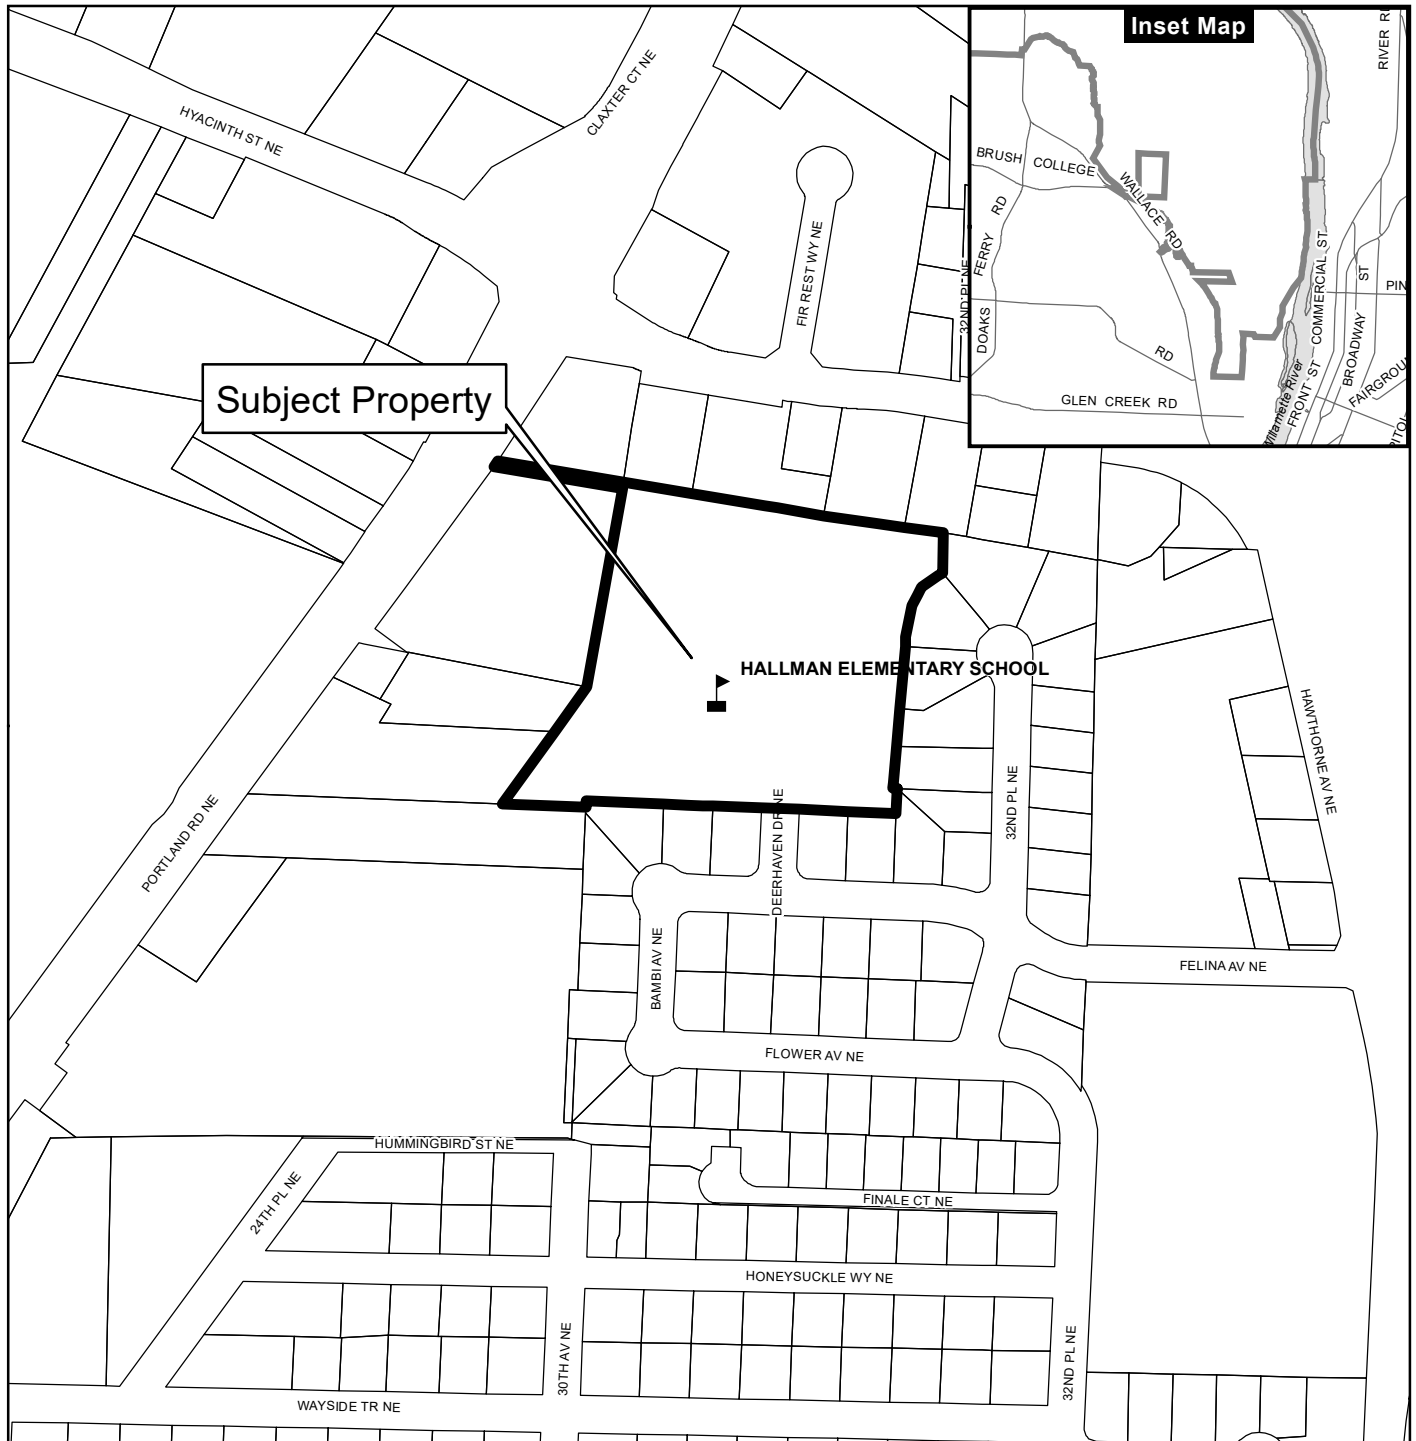 Inset Map
RIVER R
BRUSH COLLEGE
WALLACE RD
DOAKS FERRY RD
RD
GLEN CREEK RD
Willamette River
FRONT ST
COMMERCIAL ST
BROADWAY ST
PIN
FAIRGROU
PITOL
HYACINTH ST NE
CLAXTER CT NE
FIR REST WY NE
32ND PL NE
Subject Property
HALLMAN ELEMENTARY SCHOOL
HAWTHORNE AV NE
PORTLAND RD NE
32ND PL NE
DEERHAVEN DR NE
BAMBI AV NE
FELINA AV NE
FLOWER AV NE
HUMMINGBIRD ST NE
24TH PL NE
FINALE CT NE
HONEYSUCKLE WY NE
30TH AV NE
32ND PL NE
WAYSIDE TR NE